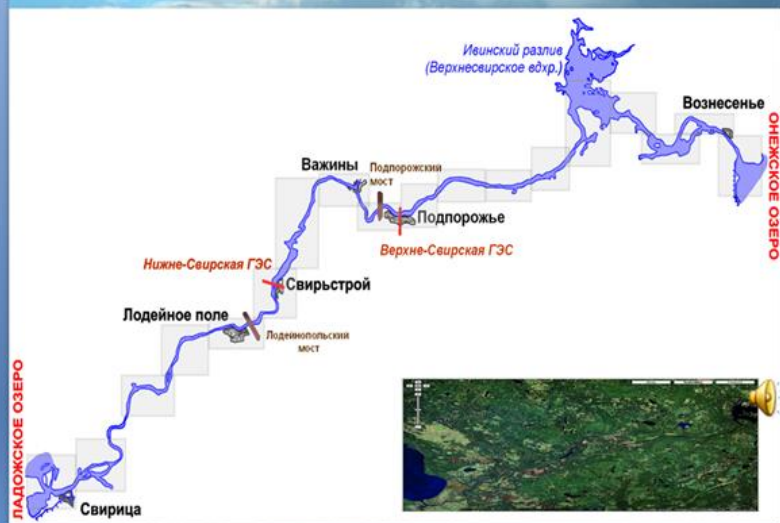 Ивинский разлив
(Верхнесвирское вдхр.)
Вознесенье
ОНЕЖСКОЕ ОЗЕРО
Важины
Подпорожский
мост
Подпорожье
Верхне-Свирская ГЭС
Нижне-Свирская ГЭС
Свирьстрой
Лодейное поле
Лодейнопольский
мост
ЛАДОЖСКОЕ ОЗЕРО
Свирица